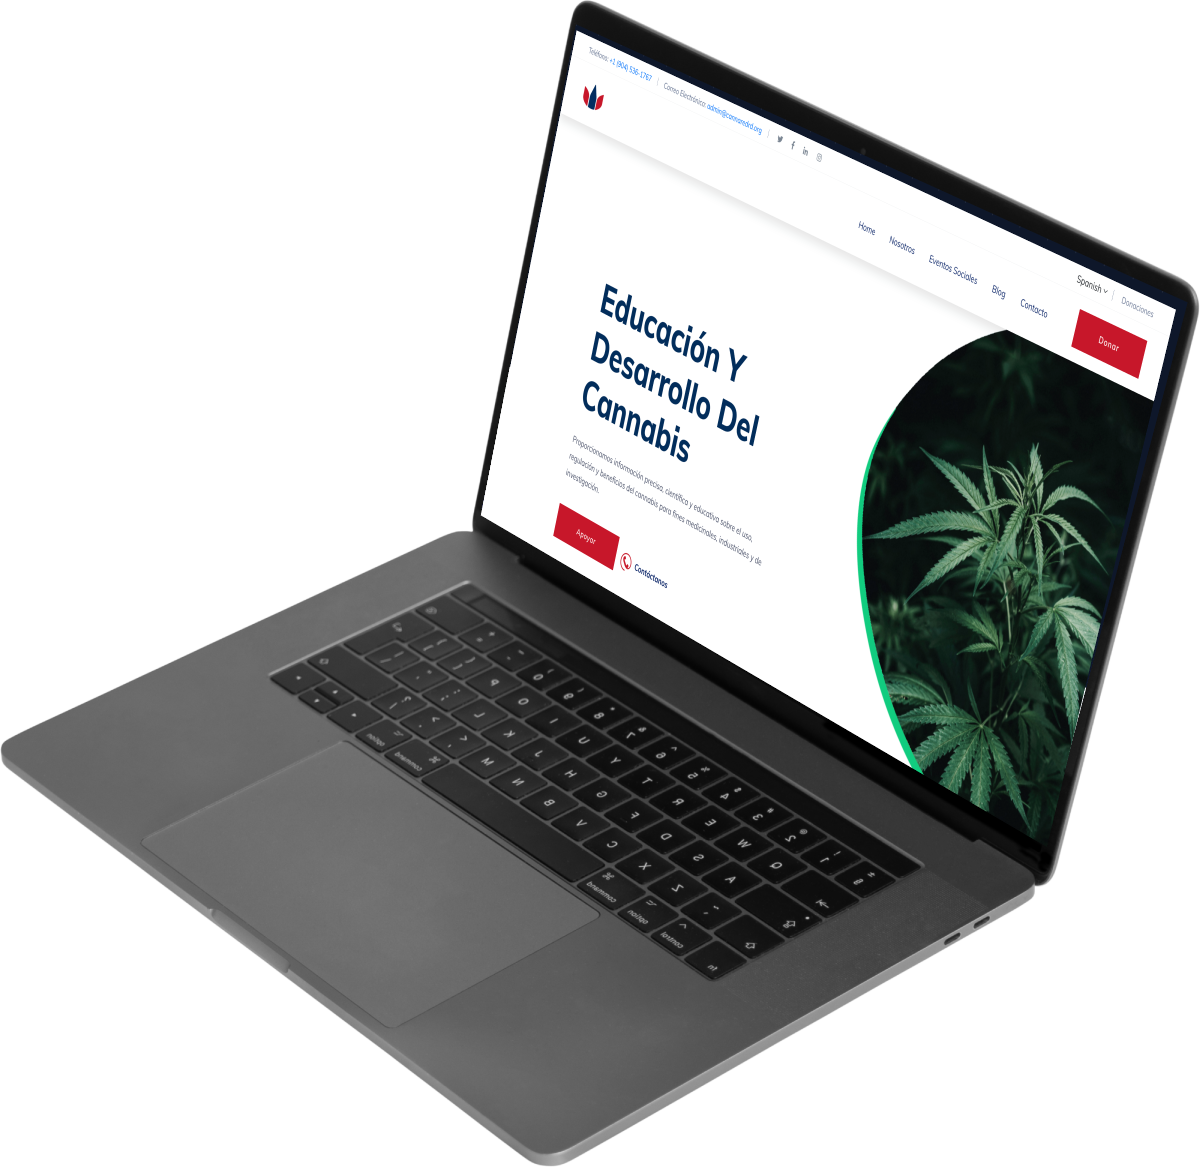 Teléfono: +1 (904) 536-1767
Correo Electrónico: admin@cannaredrd.org
Spanish
Donaciones
Home
Nosotros
Eventos Sociales
Blog
Contacto
Donar
Educación Y
Desarrollo Del
Cannabis
Proporcionamos información precisa, científica y educativa sobre el uso,
regulación y beneficios del cannabis para fines medicinales, industriales y de
investigación.
Apoyar
Contáctanos